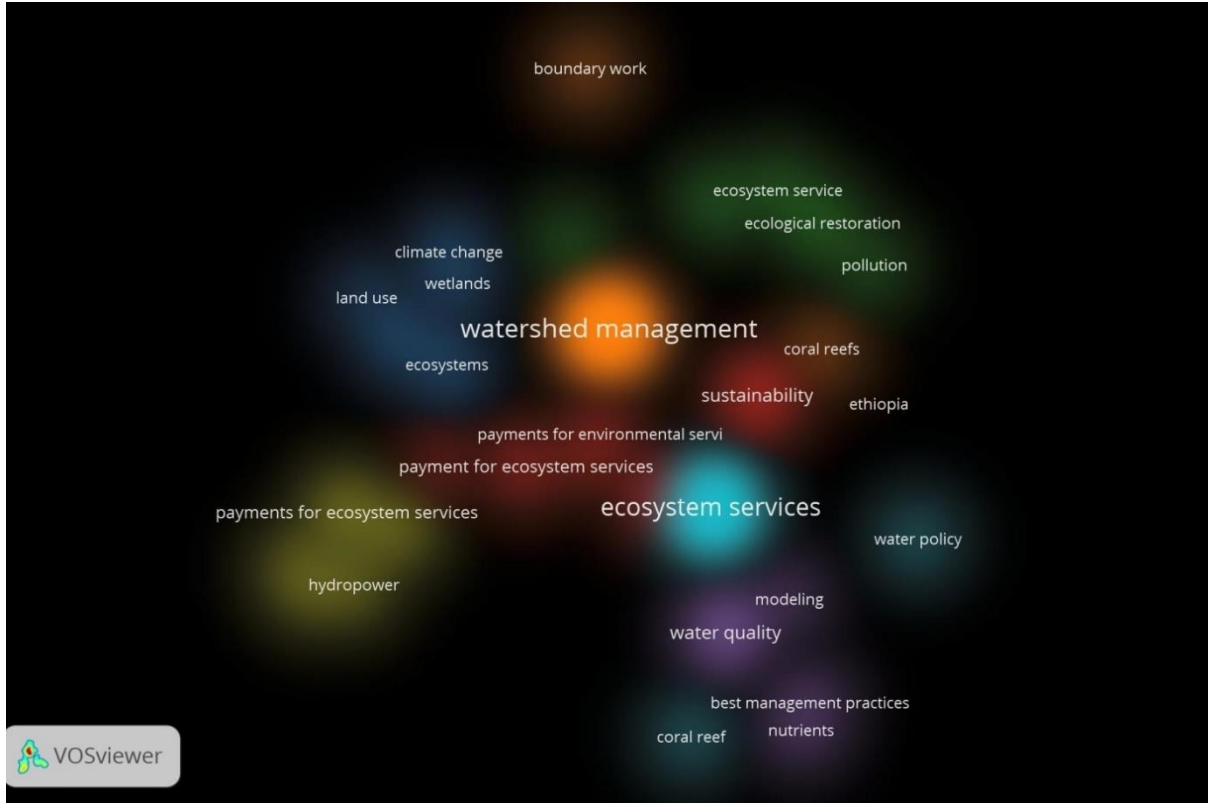 boundary work
ecosystem service
ecological restoration
climate change
pollution
wetlands
land use
watershed management
coral reefs
ecosystems
sustainability
ethiopia
payments for environmental servi
payment for ecosystem services
ecosystem services
payments for ecosystem services
water policy
hydropower
modeling
water quality
best management practices
nutrients
coral reef
VOSviewer